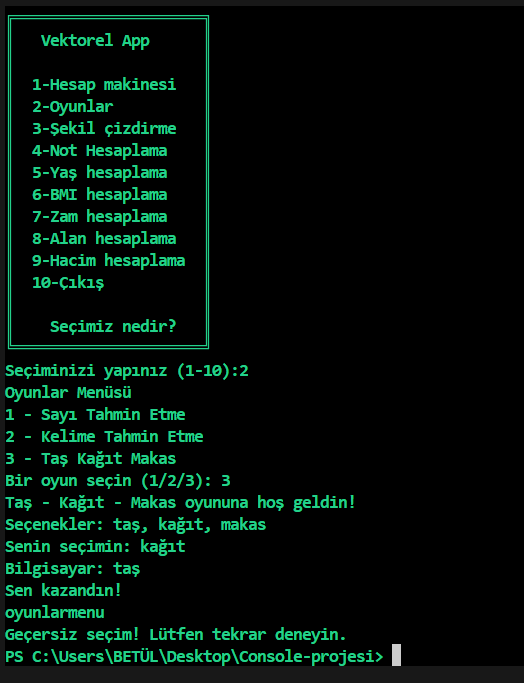 Vektorel App
1-Hesap makinesi
2-Oyunlar
3-Şekil çizdirme
4-Not Hesaplama
5-Yaş hesaplama
6-BMI hesaplama
7-Zam hesaplama
8-Alan hesaplama
9-Hacim hesaplama
10-Çıkış
Seçimiz nedir?
Seçiminizi yapınız (1-10):2
Oyunlar Menüsü
1 - Sayı Tahmin Etme
2 - Kelime Tahmin Etme
3 - Taş Kağıt Makas
Bir oyun seçin (1/2/3): 3
Taş - Kağıt - Makas oyununa hoş geldin!
Seçenekler: taş, kağıt, makas
Senin seçimin: kağıt
Bilgisayar: taş
Sen kazandın!
oyunlarmenu
Geçersiz seçim! Lütfen tekrar deneyin.
PS C:\Users\BETÜL\Desktop\Console-projesi>